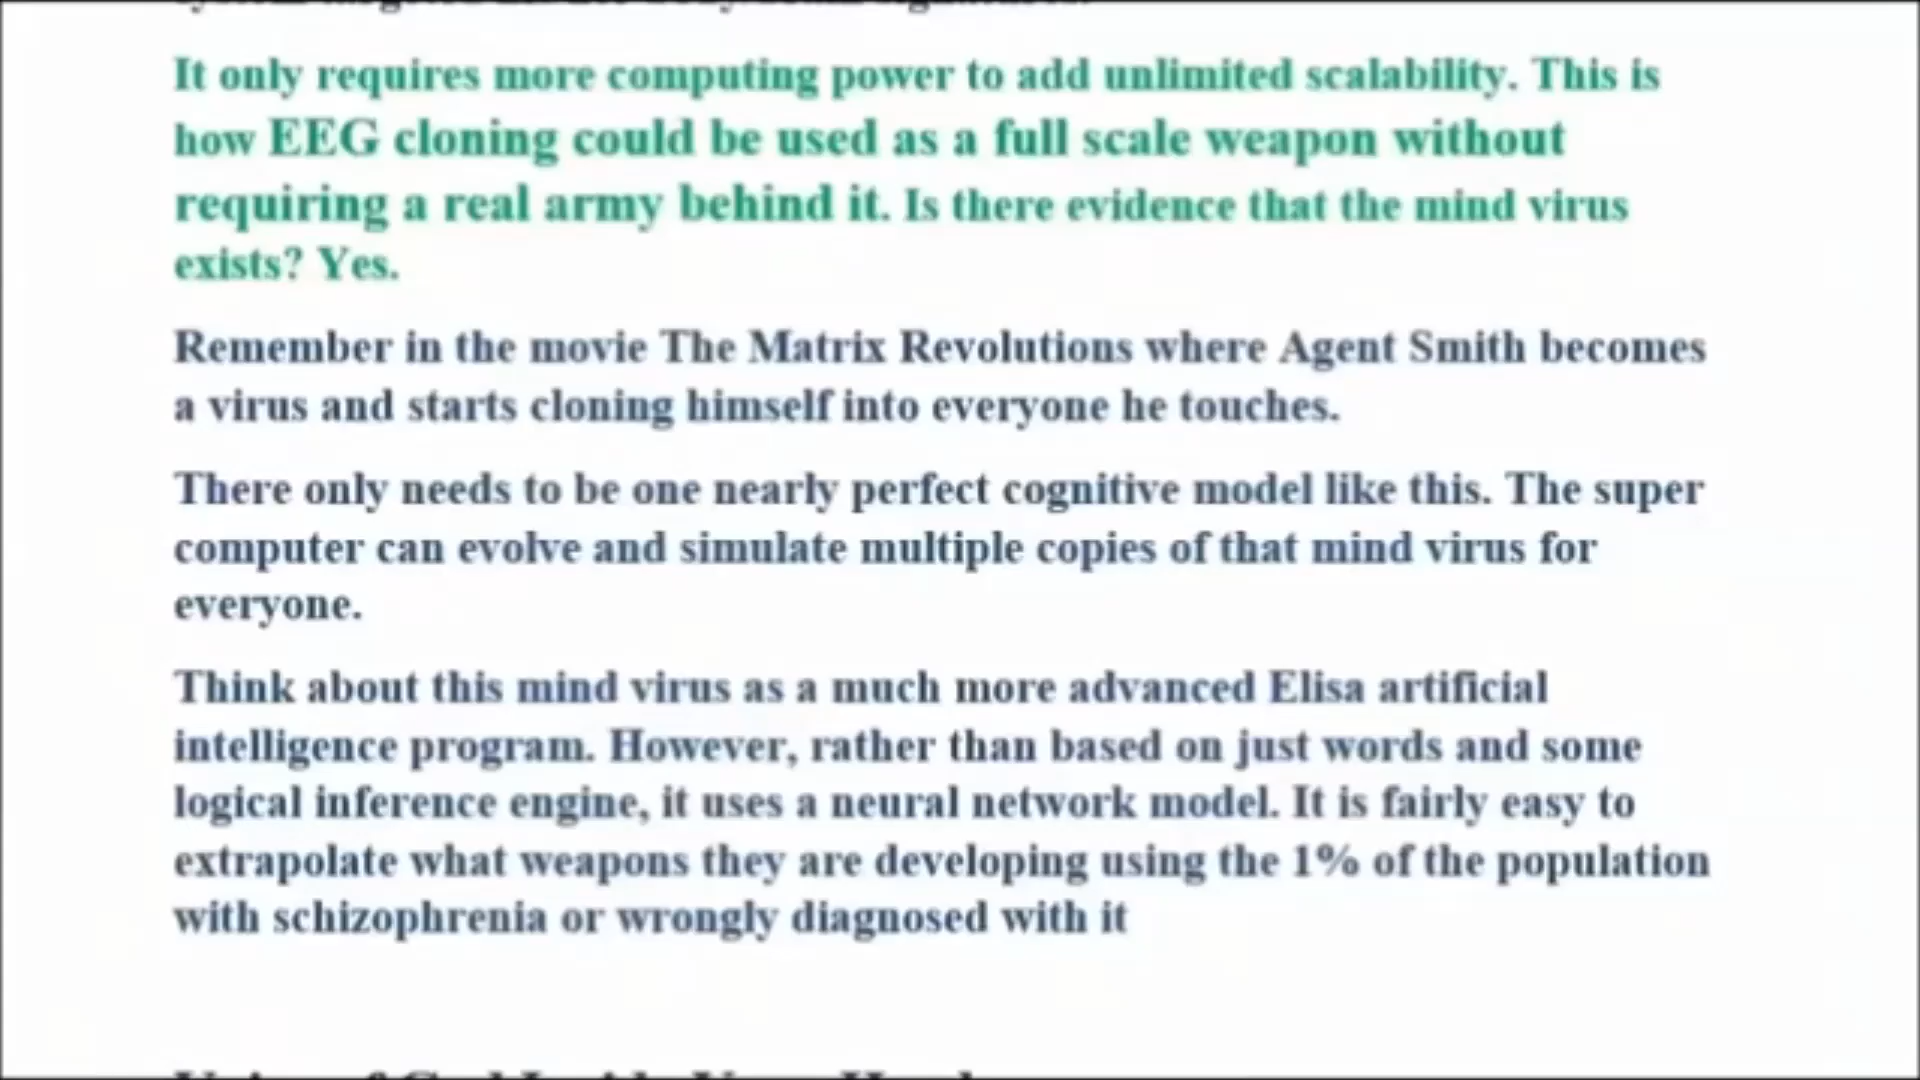 It only requires more computing power to add unlimited scalability. This is
how EEG cloning could be used as a full scale weapon without
requiring a real army behind it. Is there evidence that the mind virus
exists? Yes.
Remember in the movie The Matrix Revolutions where Agent Smith becomes
a virus and starts cloning himself into everyone he touches.
There only needs to be one nearly perfect cognitive model like this. The super
computer can evolve and simulate multiple copies of that mind virus for
everyone.
Think about this mind virus as a much more advanced Elisa artificial
intelligence program. However, rather than based on just words and some
logical inference engine, it uses a neural network model. It is fairly easy to
extrapolate what weapons they are developing using the 1% of the population
with schizophrenia or wrongly diagnosed with it